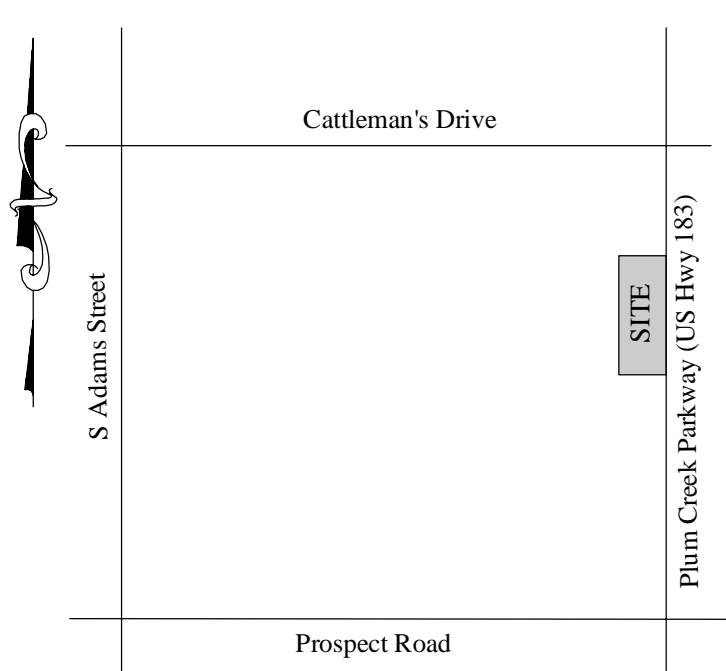 Cattleman's Drive
S Adams Street
SITE
Plum Creek Parkway (US Hwy 183)
Prospect Road